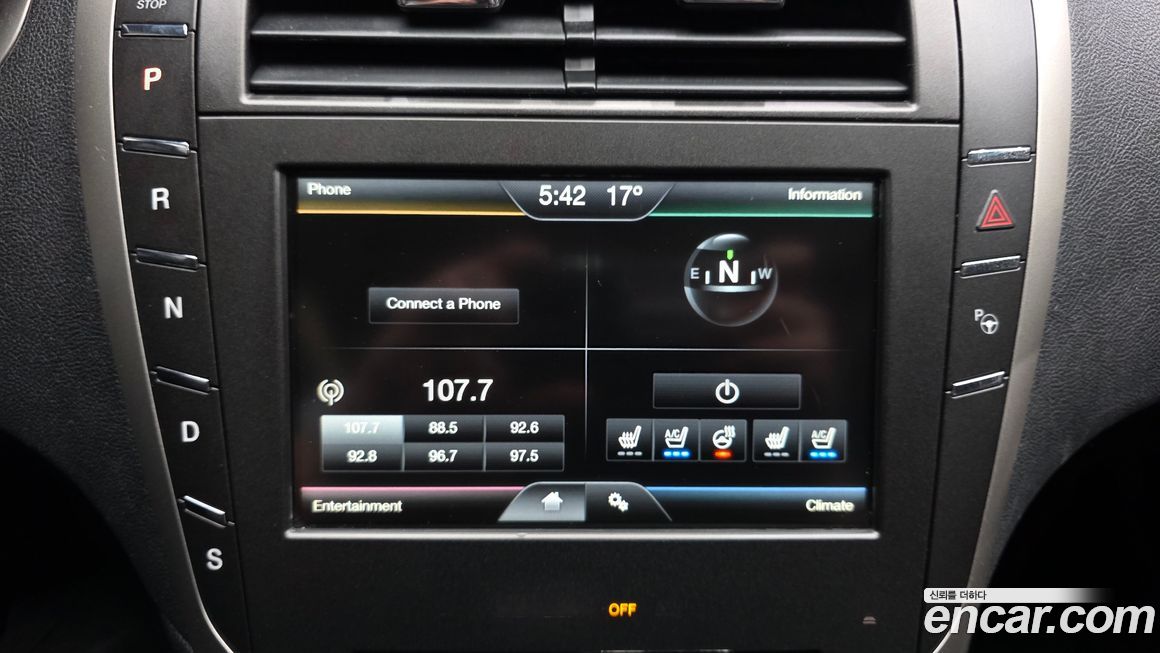 STOP
P
R
N
D
S
Phone
5:42 17°
Information
Connect a Phone
E N W
107.7
107.7 88.5 92.6
92.8 96.7 97.5
A/C
A/C
Entertainment
Climate
P
OFF
신뢰를 더하다
encar.com